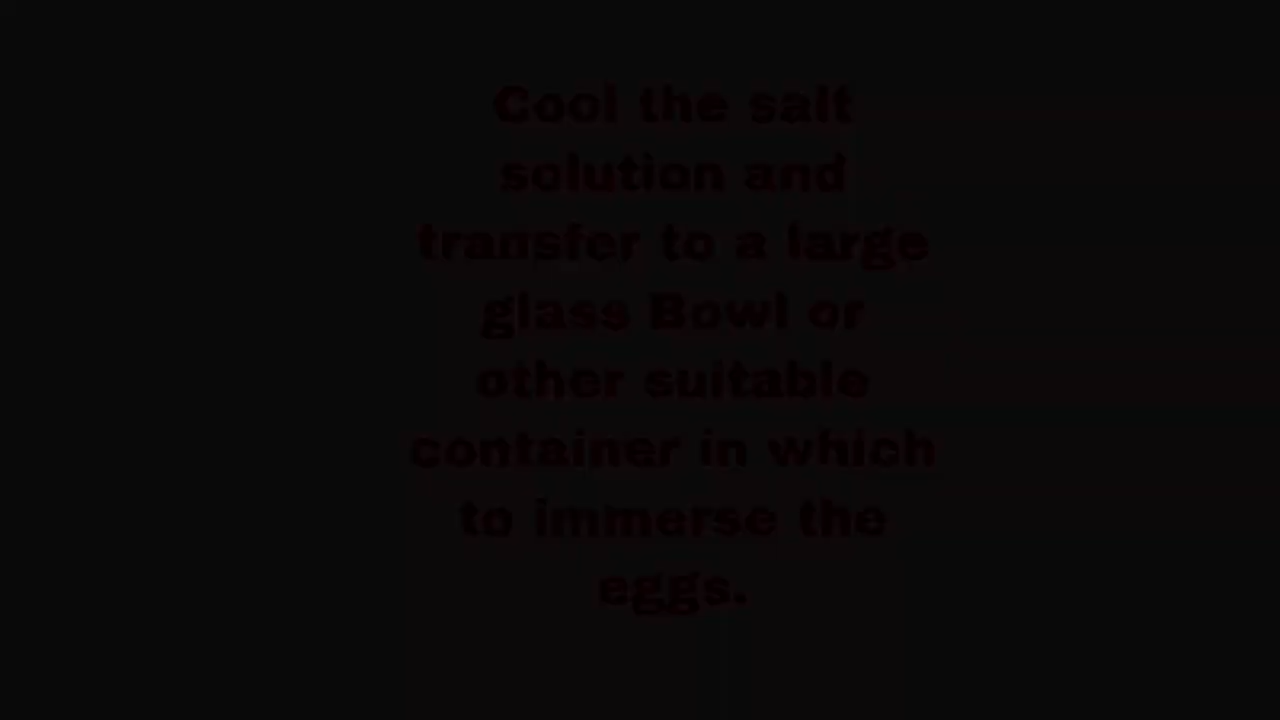 Cool the salt
solution and
transfer to a large
glass Bowl or
other suitable
container in which
to immerse the
eggs.